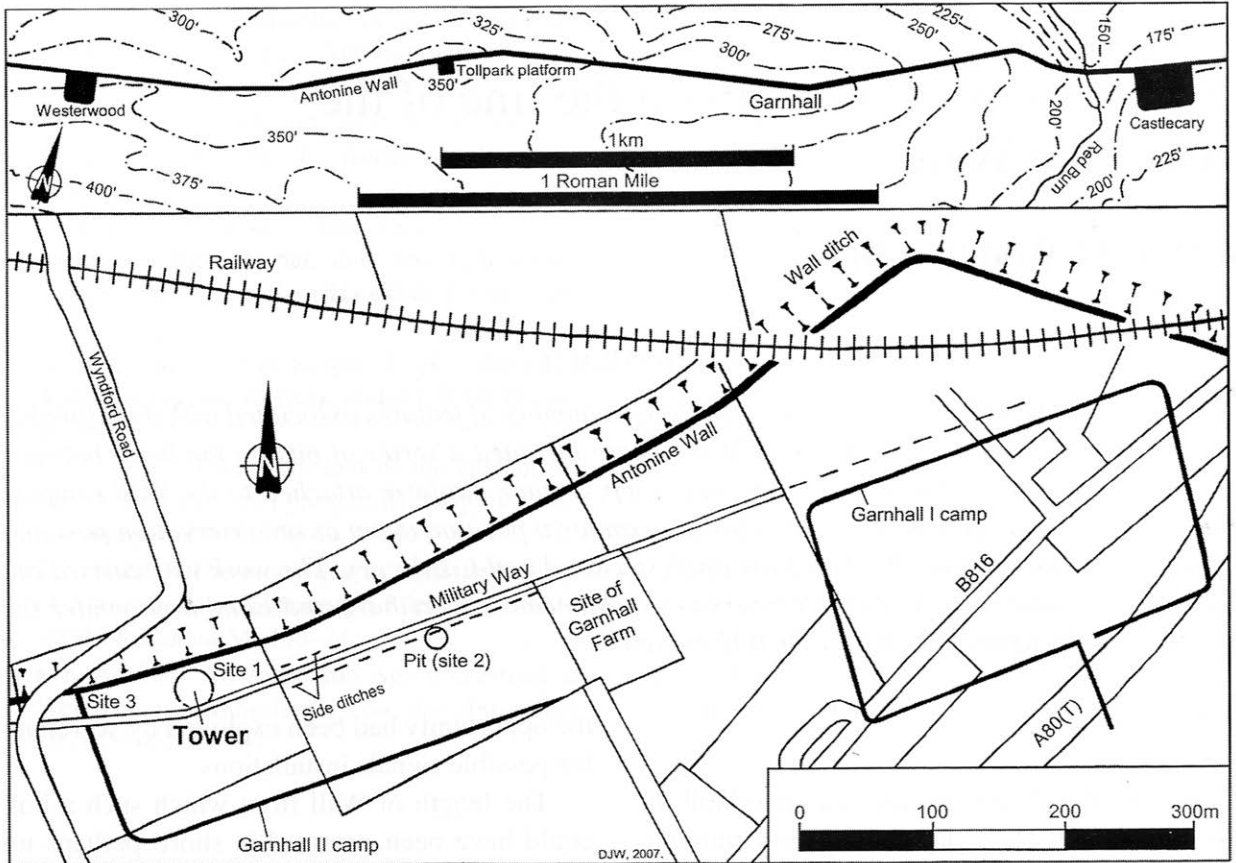 300'
325'
275'
225'
250'
150'
175'
300'
Tollpark platform
350'
Antonine Wall
Westerwood
Garnhall
Castlecary
350'
1km
200'
Red Burn
N
375'
400'
1 Roman Mile
200'
225'
Railway
Wall ditch
Wyndford Road
N
Antonine Wall
Garnhall I camp
B816
Military Way
Site of
Garnhall
Farm
Site 1
Pit (site 2)
Site 3
Side ditches
Tower
A80(T)
0 100 200 300m
Garnhall II camp
DJW, 2007.